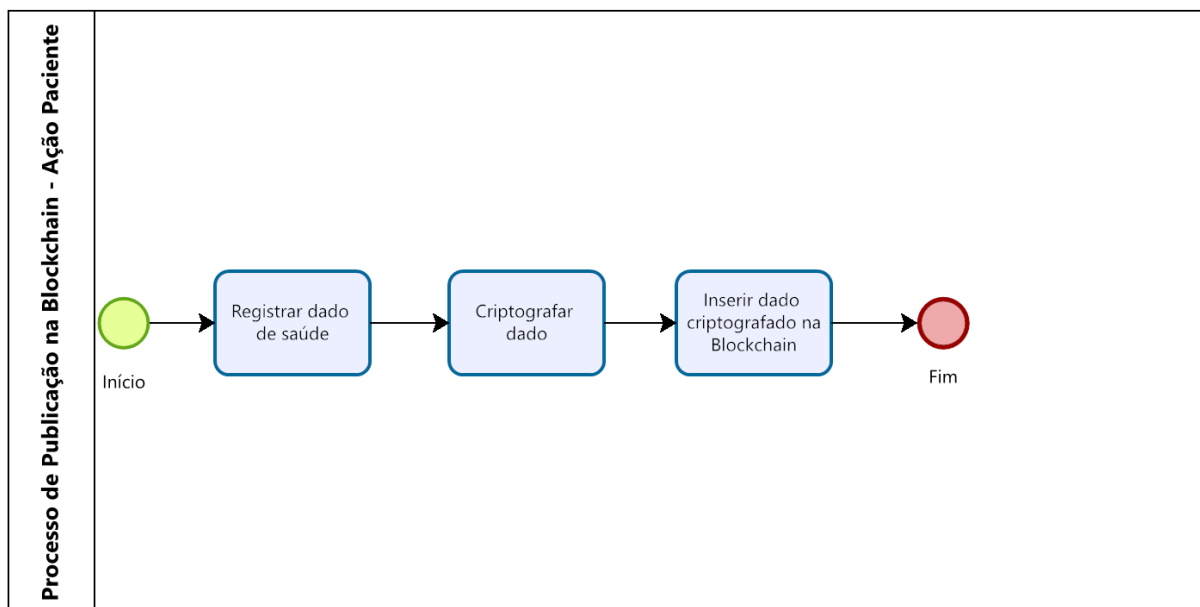 Processo de Publicação na Blockchain - Ação Paciente
Início
Registrar dado
de saúde
Criptografar
dado
Inserir dado
criptografado na
Blockchain
Fim